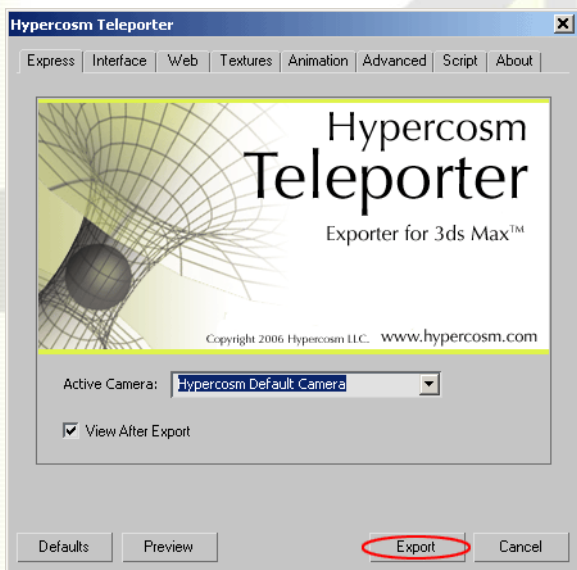 Hypercosm Teleporter
Express Interface Web Textures Animation Advanced Script About
Hypercosm
Teleporter
Exporter for 3ds Max™
Copyright 2006 Hypercosm LLC. www.hypercosm.com
Active Camera: Hypercosm Default Camera
View After Export
Defaults Preview Export Cancel